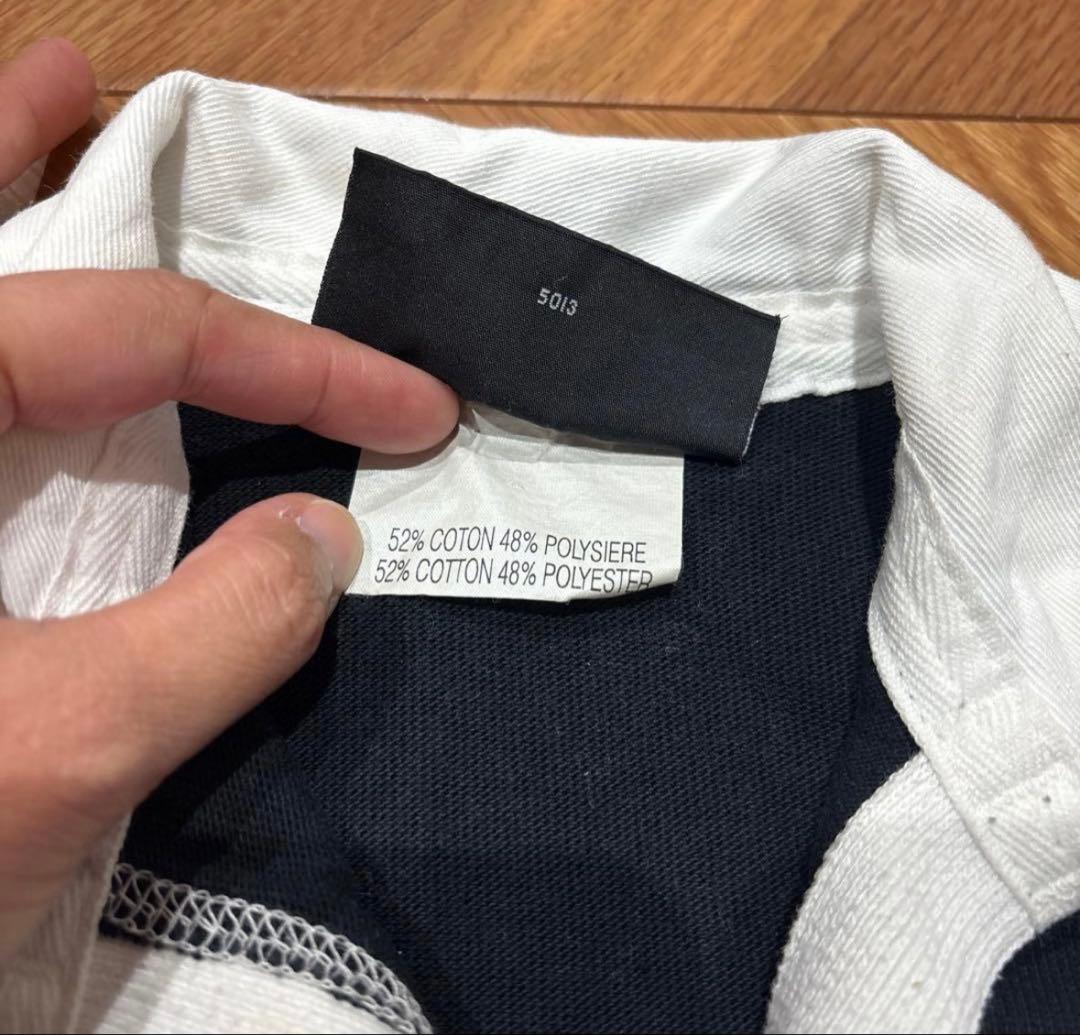 5013
52% COTON 48% POLYSIERE
52% COTTON 48% POLYESTER